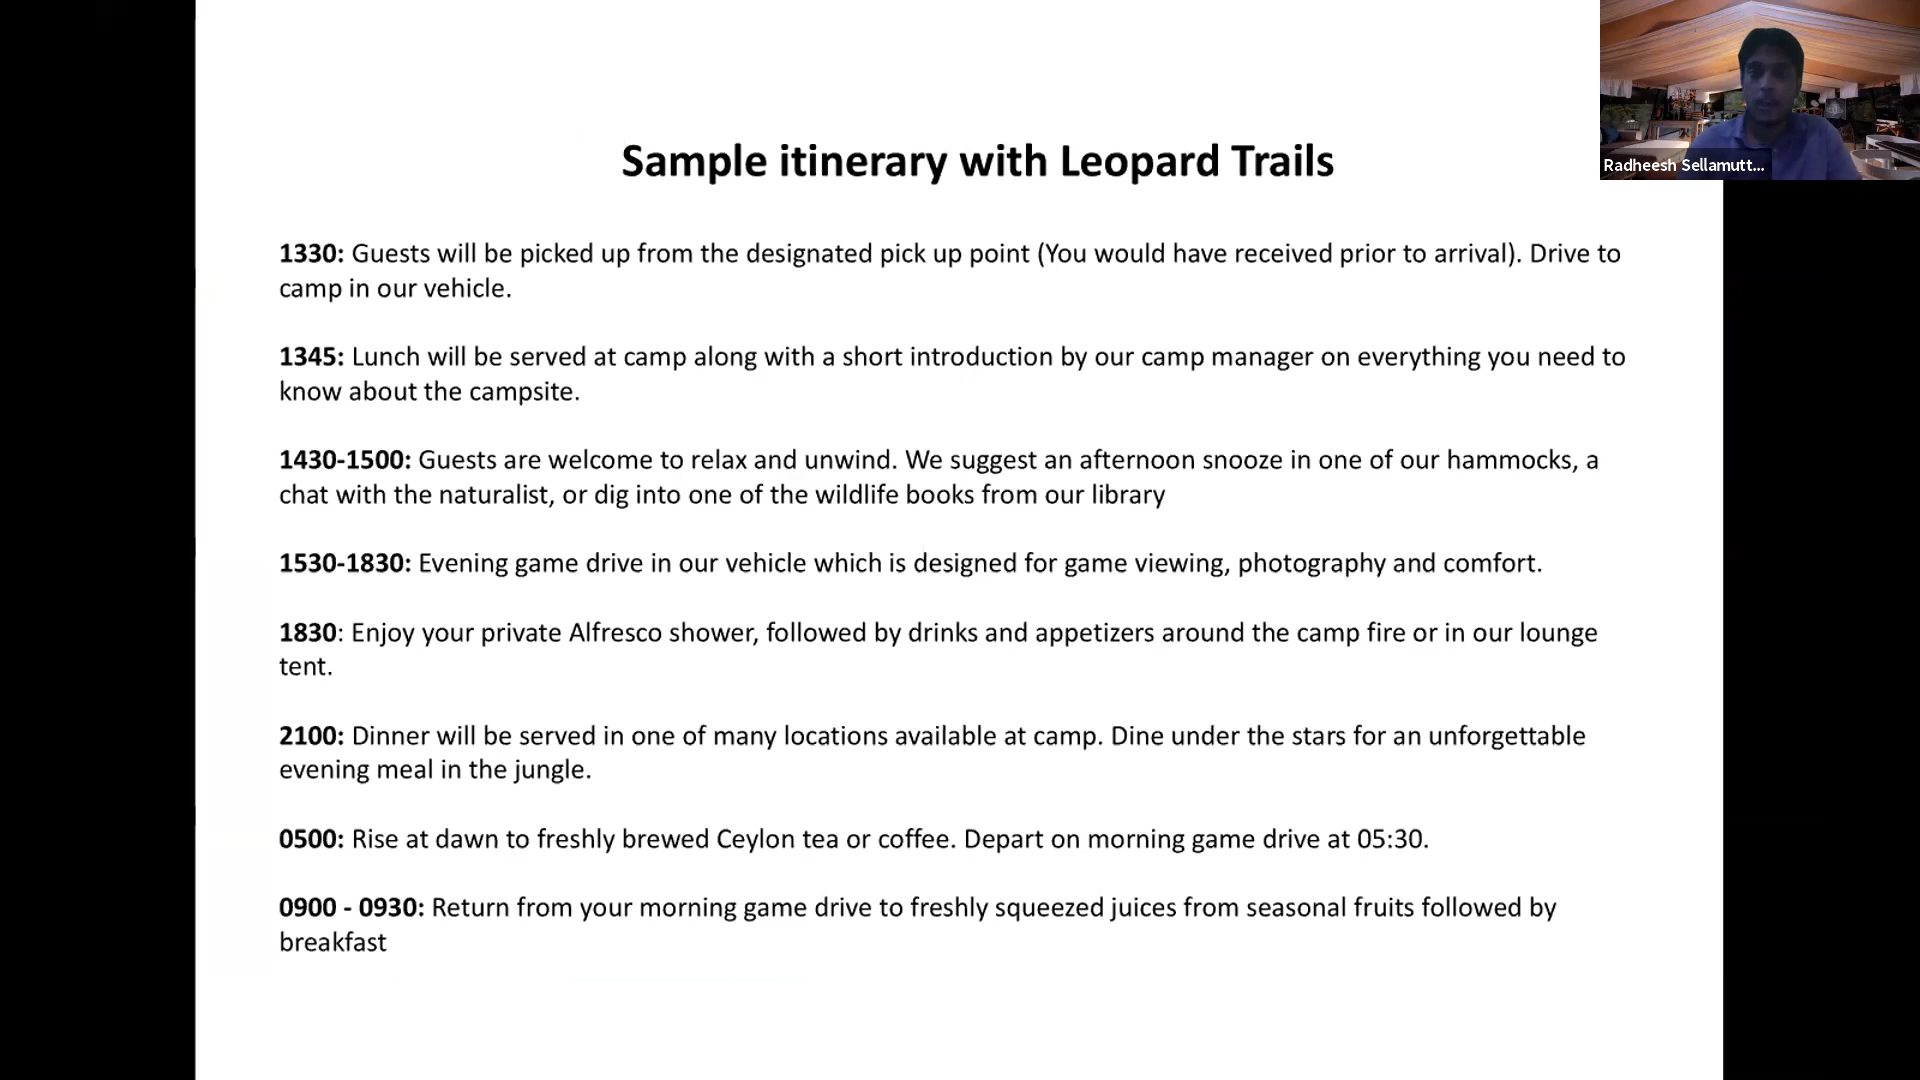 Sample itinerary with Leopard Trails
Radheesh Sellamutt...
1330: Guests will be picked up from the designated pick up point (You would have received prior to arrival). Drive to
camp in our vehicle.
1345: Lunch will be served at camp along with a short introduction by our camp manager on everything you need to
know about the campsite.
1430-1500: Guests are welcome to relax and unwind. We suggest an afternoon snooze in one of our hammocks, a
chat with the naturalist, or dig into one of the wildlife books from our library
1530-1830: Evening game drive in our vehicle which is designed for game viewing, photography and comfort.
1830: Enjoy your private Alfresco shower, followed by drinks and appetizers around the camp fire or in our lounge
tent.
2100: Dinner will be served in one of many locations available at camp. Dine under the stars for an unforgettable
evening meal in the jungle.
0500: Rise at dawn to freshly brewed Ceylon tea or coffee. Depart on morning game drive at 05:30.
0900 - 0930: Return from your morning game drive to freshly squeezed juices from seasonal fruits followed by
breakfast